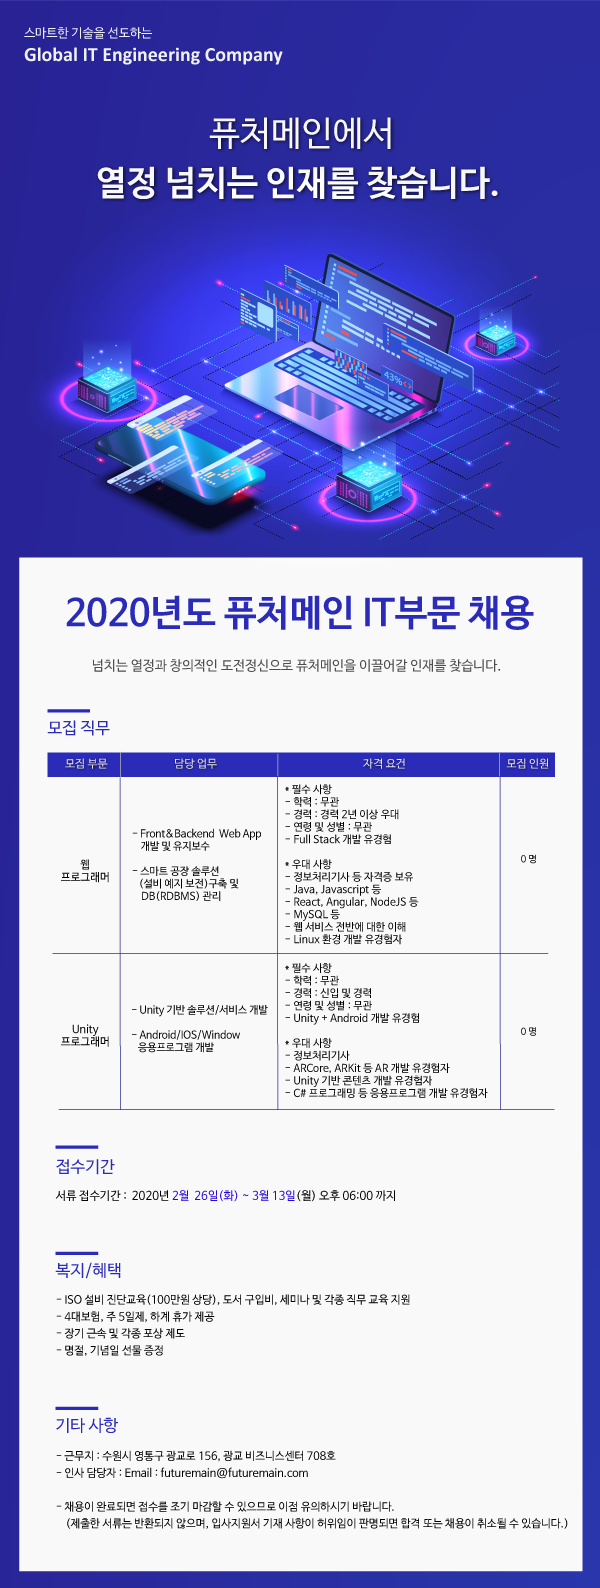 스마트한 기술을 선도하는
Global IT Engineering Company
퓨처메인에서
열정 넘치는 인재를 찾습니다.
43%
2020년도 퓨처메인 IT부문 채용
넘치는 열정과 창의적인 도전정신으로 퓨처메인을 이끌어갈 인재를 찾습니다.
모집 직무
모집 부문 담당 업무 자격 요건 모집 인원
웹
프로그래머
- Front&Backend Web App
개발 및 유지보수
- 스마트 공장 솔루션
(설비 예지 보전)구축 및
DB(RDBMS) 관리
* 필수 사항
- 학력 : 무관
- 경력 : 경력 2년 이상 우대
- 연령 및 성별 : 무관
- Full Stack 개발 유경험
* 우대 사항
- 정보처리기사 등 자격증 보유
- Java, Javascript 등
- React, Angular, NodeJS 등
- MySQL 등
- 웹 서비스 전반에 대한 이해
- Linux 환경 개발 유경험자
0 명
Unity
프로그래머
- Unity 기반 솔루션/서비스 개발
- Android/IOS/Window
응용프로그램 개발
* 필수 사항
- 학력 : 무관
- 경력 : 신입 및 경력
- 연령 및 성별 : 무관
- Unity + Android 개발 유경험
* 우대 사항
- 정보처리기사
- ARCore, ARKit 등 AR 개발 유경험자
- Unity 기반 콘텐츠 개발 유경험자
- C# 프로그래밍 등 응용프로그램 개발 유경험자
0 명
접수기간
서류 접수기간 : 2020년 2월 26일(화) ~ 3월 13일(월) 오후 06:00 까지
복지/혜택
- ISO 설비 진단교육(100만원 상당), 도서 구입비, 세미나 및 각종 직무 교육 지원
- 4대보험, 주 5일제, 하계 휴가 제공
- 장기 근속 및 각종 포상 제도
- 명절, 기념일 선물 증정
기타 사항
- 근무지 : 수원시 영통구 광교로 156, 광교 비즈니스센터 708호
- 인사 담당자 : Email : futuremain@futuremain.com
- 채용이 완료되면 접수를 조기 마감할 수 있으므로 이점 유의하시기 바랍니다.
(제출한 서류는 반환되지 않으며, 입사지원서 기재 사항이 허위임이 판명되면 합격 또는 채용이 취소될 수 있습니다.)